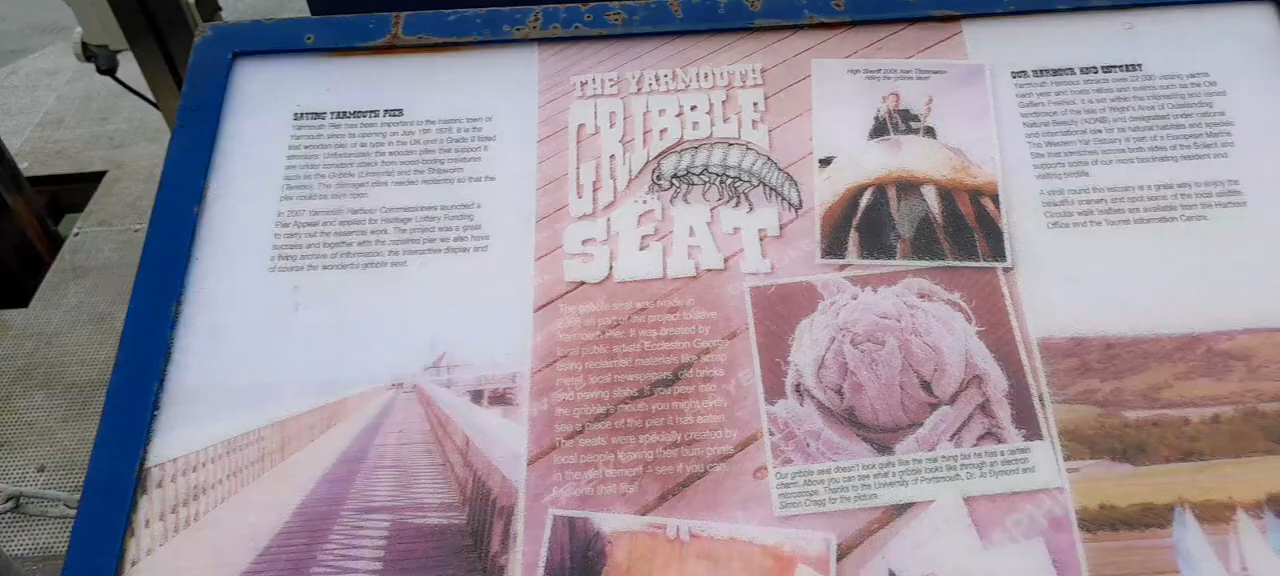 SAVING YARMOUTH PIER
Yarmouth Pier has been important to the historic town of
Yarmouth since its opening on July 19th 1876. It is the
last wooden pier of its type in the UK and a Grade II listed
structure. Unfortunately the wooden piles that support it
are under persistent attack from wood-boring creatures
such as the Gribble (Limnoria) and the Shipworm
(Teredo). The damaged piles needed replacing so that the
pier could be kept open.
In 2007 Yarmouth Harbour Commissioners launched a
Pier Appeal and applied for Heritage Lottery Funding
to carry out the essential work. The project was a great
success and together with the repaired pier we also have
a living archive of information, this interactive display and
of course the wonderful gribble seat.
THE YARMOUTH
GRIBBLE
SEAT
The gribble seat was made in
2008 as part of the project to save
Yarmouth Pier. It was created by
local public artists Eccleston George
using reclaimed materials like scrap
metal, local newspapers, old bricks
and paving slabs. If you peer into
the gribble's mouth you might even
see a piece of the pier it has eaten.
The 'seats' were specially created by
local people leaving their bum prints
in the wet cement - see if you can
find one that fits!
High Sheriff 2008 Alan Titchmarsh
riding the gribble seat!
Our gribble seat doesn't look quite like the real thing but he has a certain
charm. Above you can see what a gribble looks like through an electron
microscope. Thanks to the University of Portsmouth, Dr. Jo Dymond and
Simon Cragg for the picture.
OUR HARBOUR AND ESTUARY
Yarmouth Harbour attracts over 22,000 visiting yachts
each year and hosts rallies and events such as the Old
Gaffers Festival. It is set within the internationally and varied
landscape of the Isle of Wight's Area of Outstanding
Natural Beauty (AONB) and designated under national
and international law for its natural habitats and species.
The Western Yar Estuary is part of a European Marine
Site that stretches across both sides of the Solent and
supports some of our most fascinating resident and
visiting birdlife.
A stroll round the estuary is a great way to enjoy the
beautiful scenery and spot some of the local wildlife.
Circular walk leaflets are available from the Harbour
Office and the Tourist Information Centre.